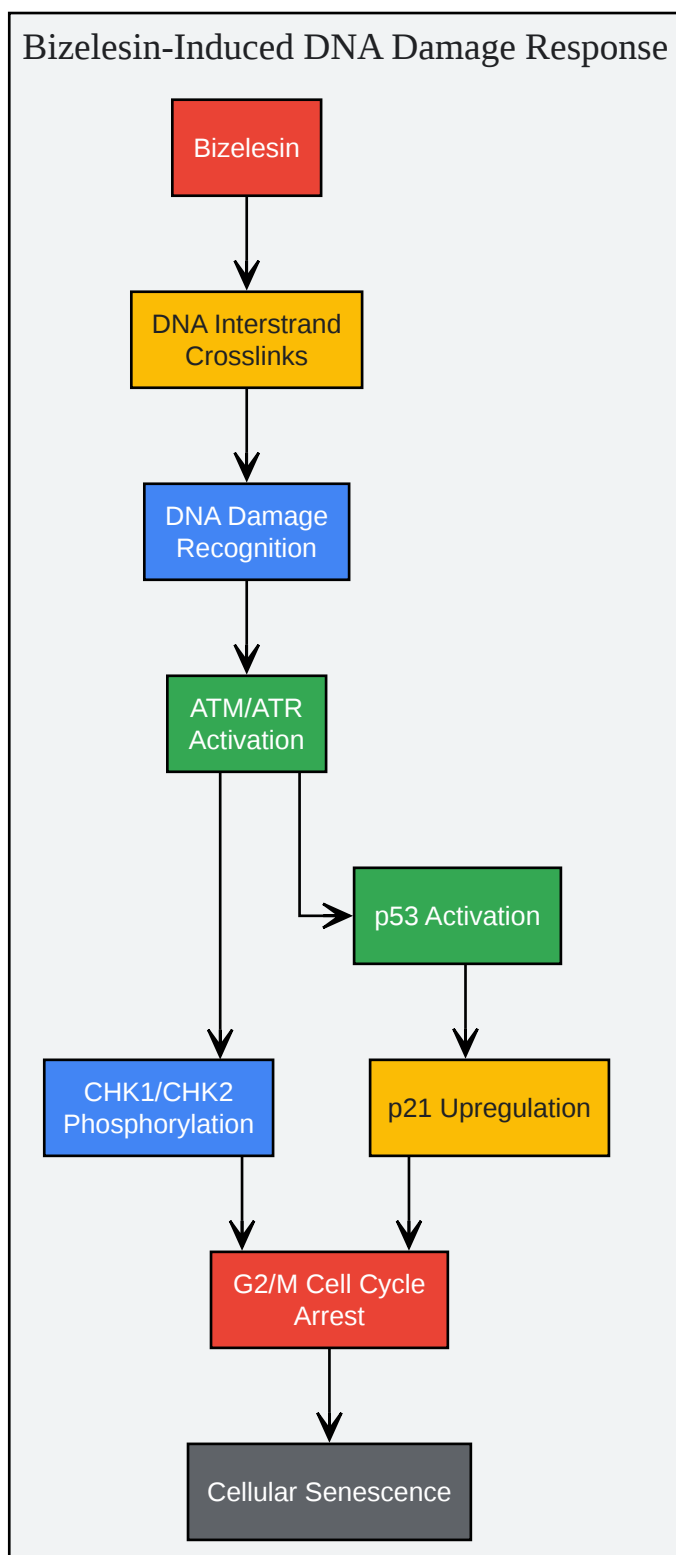 Bizelesin-Induced DNA Damage Response
Bizelesin
DNA Interstrand
Crosslinks
DNA Damage
Recognition
ATM/ATR
Activation
p53 Activation
CHK1/CHK2
Phosphorylation
p21 Upregulation
G2/M Cell Cycle
Arrest
Cellular Senescence